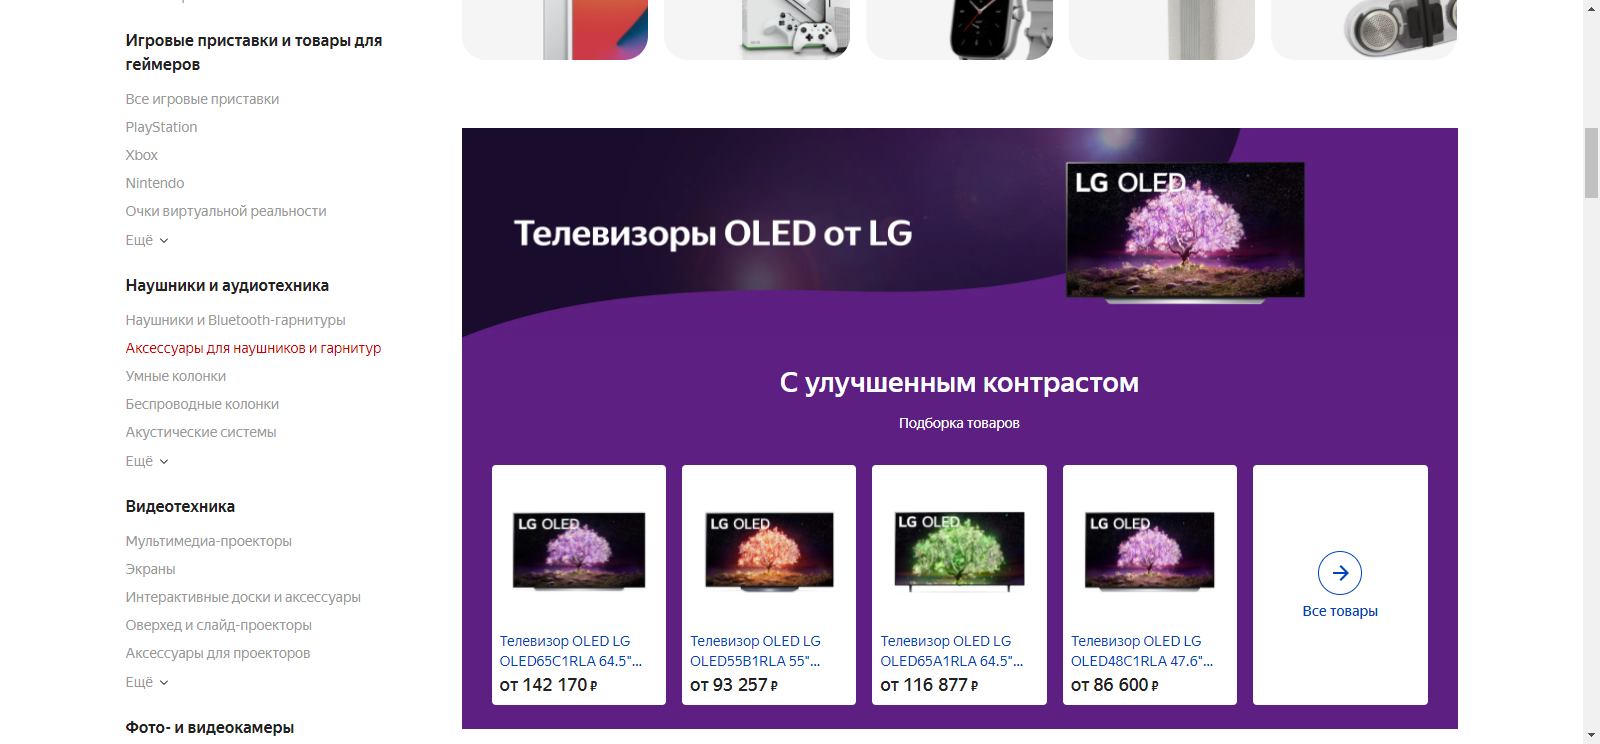 Игровые приставки и товары для
геймеров
Все игровые приставки
PlayStation
Xbox
Nintendo
Очки виртуальной реальности
Ещё
Наушники и аудиотехника
Наушники и Bluetooth-гарнитуры
Аксессуары для наушников и гарнитур
Умные колонки
Беспроводные колонки
Акустические системы
Ещё
Видеотехника
Мультимедиа-проекторы
Экраны
Интерактивные доски и аксессуары
Оверхед и слайд-проекторы
Аксессуары для проекторов
Ещё
Фото- и видеокамеры
Телевизоры OLED от LG
LG OLED
С улучшенным контрастом
Подборка товаров
LG OLED
Телевизор OLED LG
OLED65C1RLA 64.5"...
от 142 170 ₽
LG OLED
Телевизор OLED LG
OLED55B1RLA 55"...
от 93 257 ₽
LG OLED
Телевизор OLED LG
OLED65A1RLA 64.5"...
от 116 877 ₽
LG OLED
Телевизор OLED LG
OLED48C1RLA 47.6"...
от 86 600 ₽
Все товары